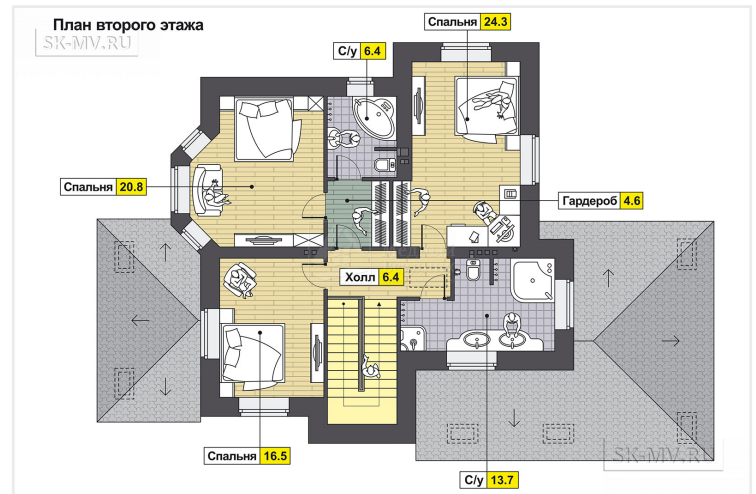 План второго этажа
SK-MV.RU
Спальня 24.3
С/у 6.4
Спальня 20.8
Гардероб 4.6
Холл 6.4
Спальня 16.5
С/у 13.7
SK-MV.RU